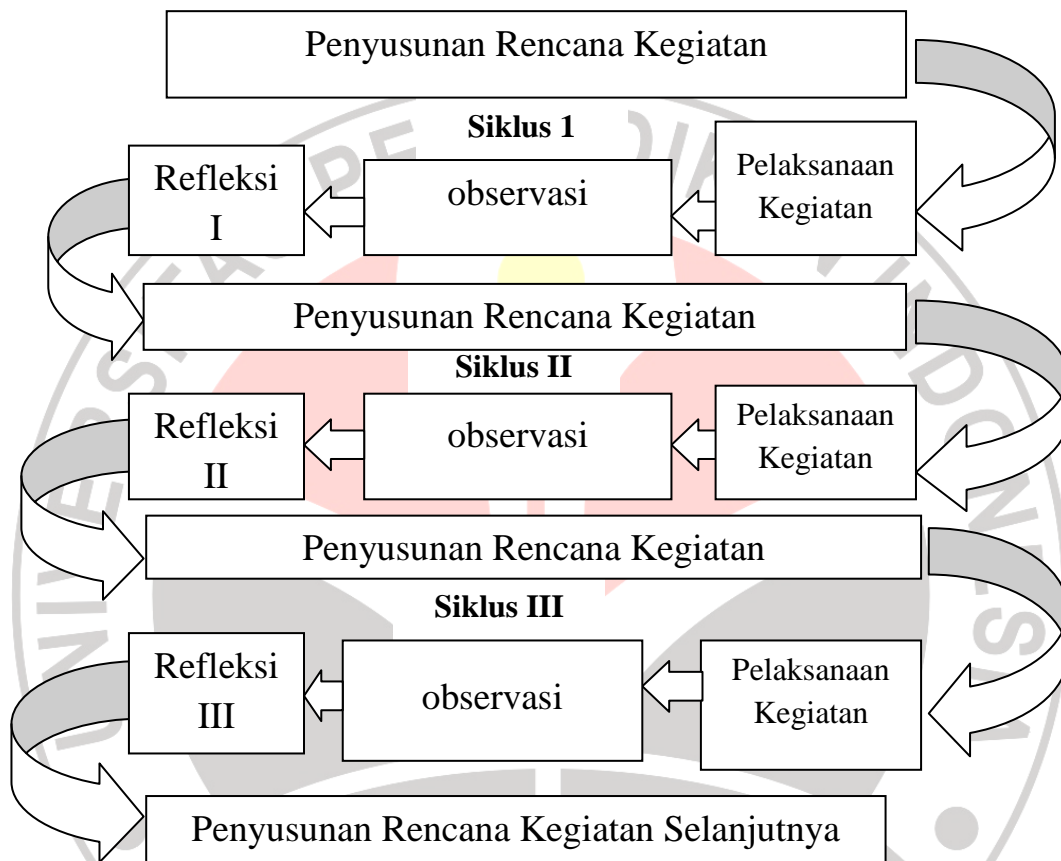 Penyusunan Rencana Kegiatan
Siklus 1
Refleksi
I
observasi
Pelaksanaan
Kegiatan
Penyusunan Rencana Kegiatan
Siklus II
Refleksi
II
observasi
Pelaksanaan
Kegiatan
Penyusunan Rencana Kegiatan
Siklus III
Refleksi
III
observasi
Pelaksanaan
Kegiatan
Penyusunan Rencana Kegiatan Selanjutnya